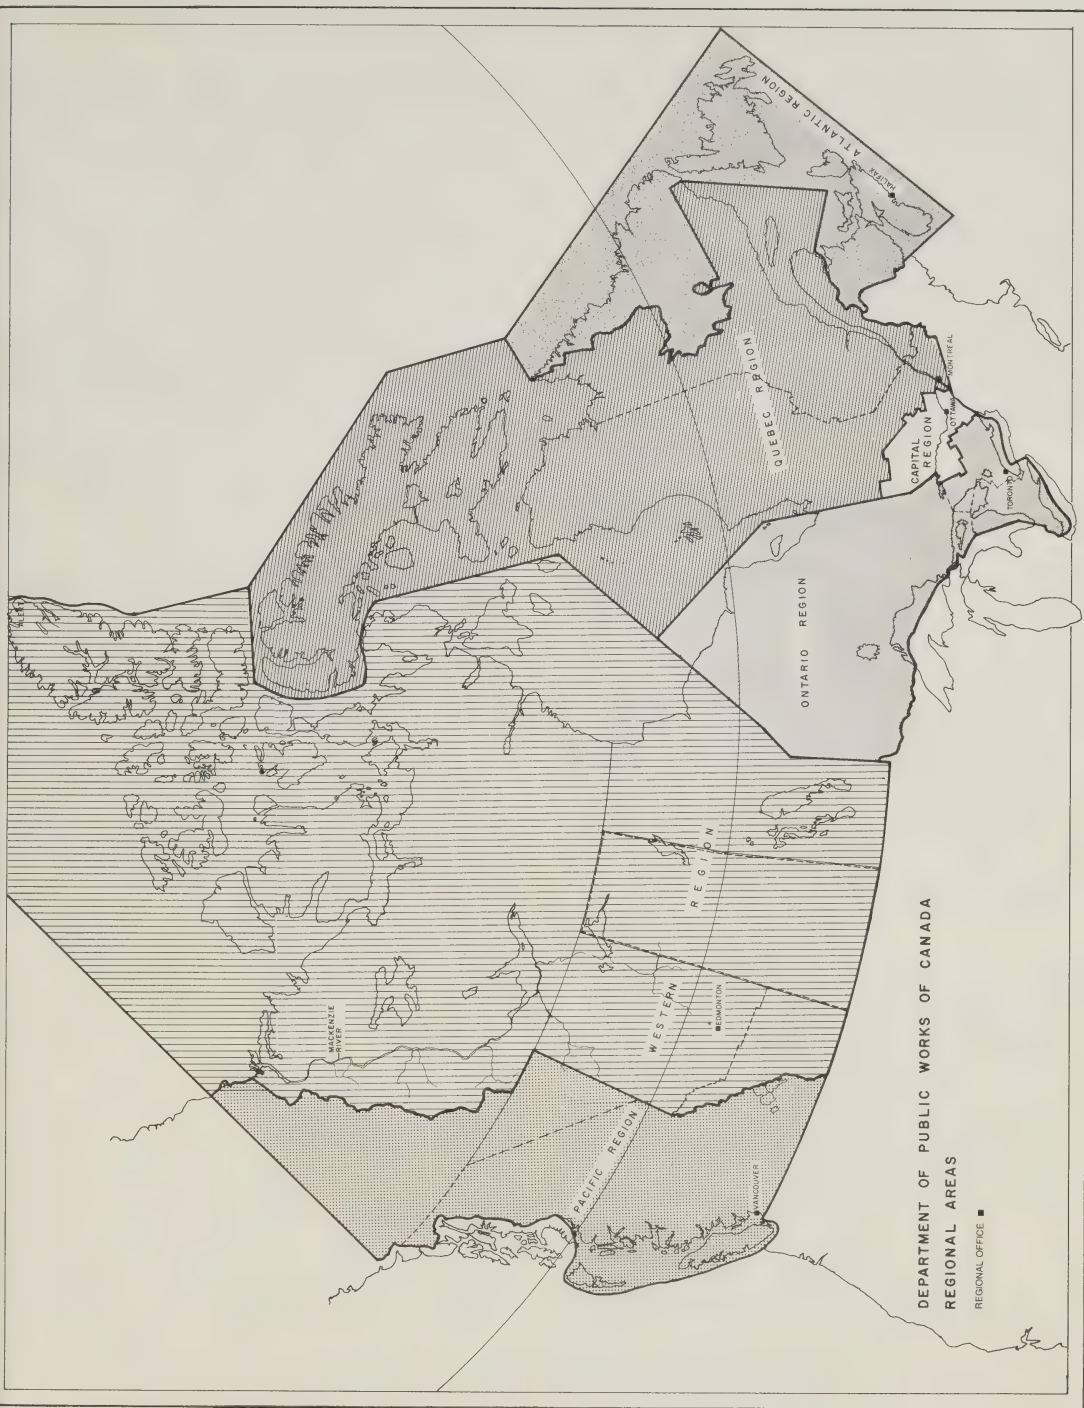 DEPARTMENT OF PUBLIC WORKS OF CANADA
REGIONAL AREAS
REGIONAL OFFICE
PACIFIC REGION
VANCOUVER
WESTERN
REGION
EDMONTON
MACKENZIE
RIVER
ALERT
ONTARIO REGION
TORONTO
CAPITAL
REGION
OTTAWA
QUEBEC REGION
MONTREAL
ATLANTIC REGION
HALIFAX